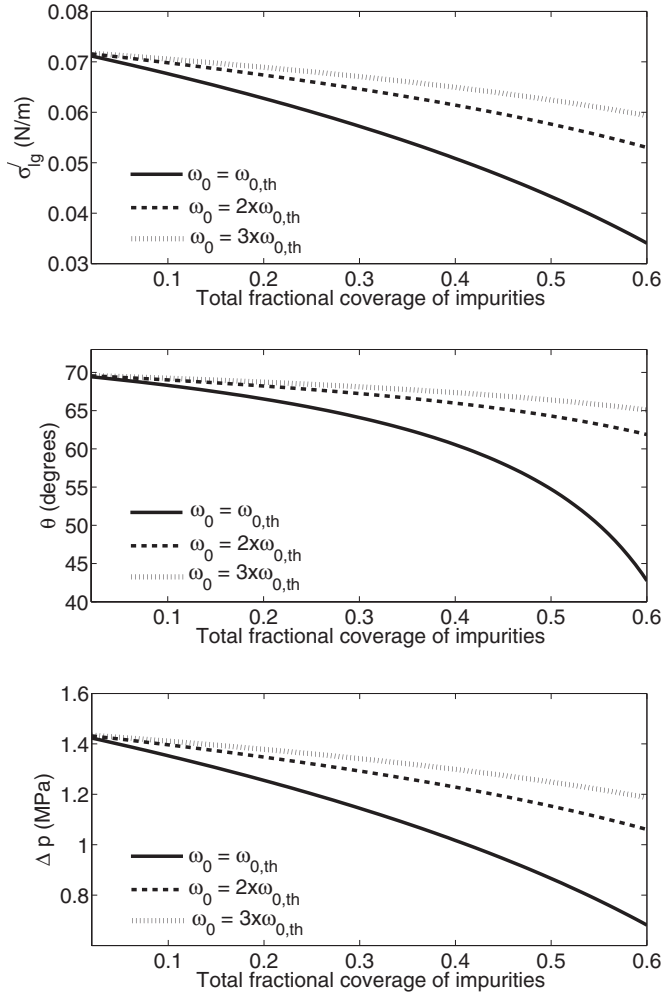 0.08
0.07
0.06
0.05
0.04
0.03
σ′lg (N/m)
ω0 = ω0,th
ω0 = 2xω0,th
ω0 = 3xω0,th
0.1 0.2 0.3 0.4 0.5 0.6
Total fractional coverage of impurities
70
65
60
55
50
45
40
θ (degrees)
ω0 = ω0,th
ω0 = 2xω0,th
ω0 = 3xω0,th
0.1 0.2 0.3 0.4 0.5 0.6
Total fractional coverage of impurities
1.6
1.4
1.2
1
0.8
Δ p (MPa)
ω0 = ω0,th
ω0 = 2xω0,th
ω0 = 3xω0,th
0.1 0.2 0.3 0.4 0.5 0.6
Total fractional coverage of impurities